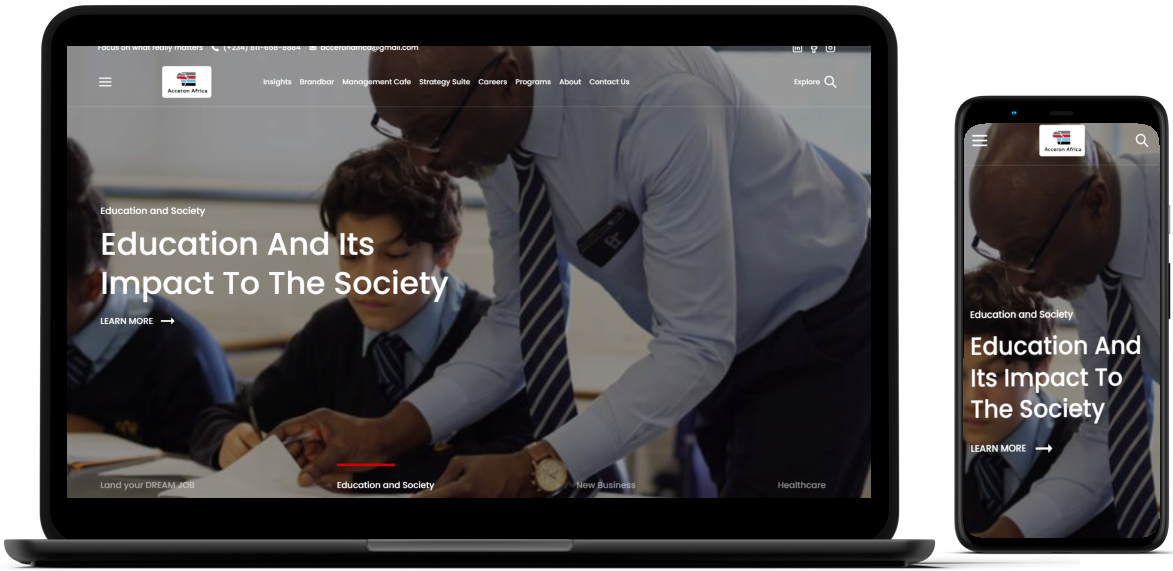 Focus on what really matters (+234) 811-656-8864 acceronafrica@gmail.com
Acceron Africa
Insights Brandbar Management Cafe Strategy Suite Careers Programs About Contact Us
Explore
Education and Society
Education And Its
Impact To The Society
LEARN MORE
Land your DREAM JOB Education and Society New Business Healthcare
Acceron Africa
Education and Society
Education And
Its Impact To
The Society
LEARN MORE